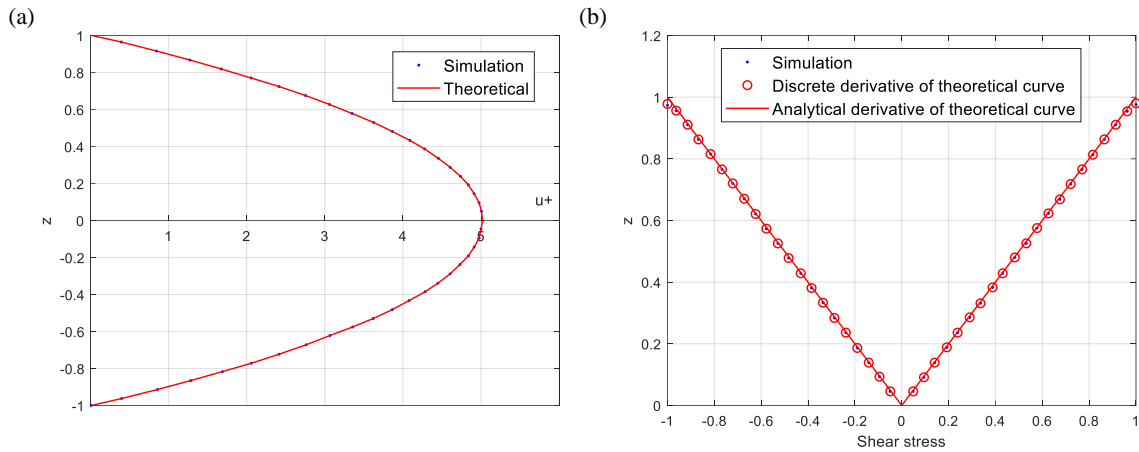 (a)
1
0.8
0.6
0.4
0.2
0
-0.2
-0.4
-0.6
-0.8
-1
z
1 2 3 4 5
u+
Simulation
Theoretical
(b)
1.2
1
0.8
0.6
0.4
0.2
0
z
-1 -0.8 -0.6 -0.4 -0.2 0 0.2 0.4 0.6 0.8 1
Shear stress
Simulation
Discrete derivative of theoretical curve
Analytical derivative of theoretical curve